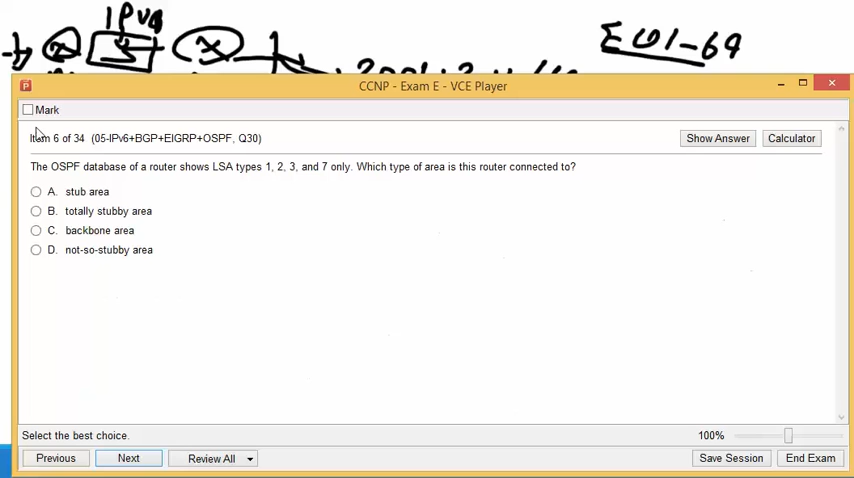 IPv6
EUI-64
CCNP - Exam E - VCE Player
Mark
Item 6 of 34 (05-IPv6+BGP+EIGRP+OSPF, Q30)
Show Answer
Calculator
The OSPF database of a router shows LSA types 1, 2, 3, and 7 only. Which type of area is this router connected to?
A. stub area
B. totally stubby area
C. backbone area
D. not-so-stubby area
Select the best choice.
100%
Previous
Next
Review All
Save Session
End Exam